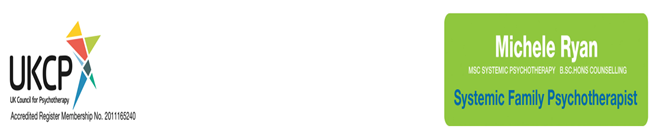 UKCP
UK Council for Psychotherapy
Accredited Register Membership No. 2011165240
Michele Ryan
MSC SYSTEMIC PSYCHOTHERAPY B.SC.HONS COUNSELLING
Systemic Family Psychotherapist